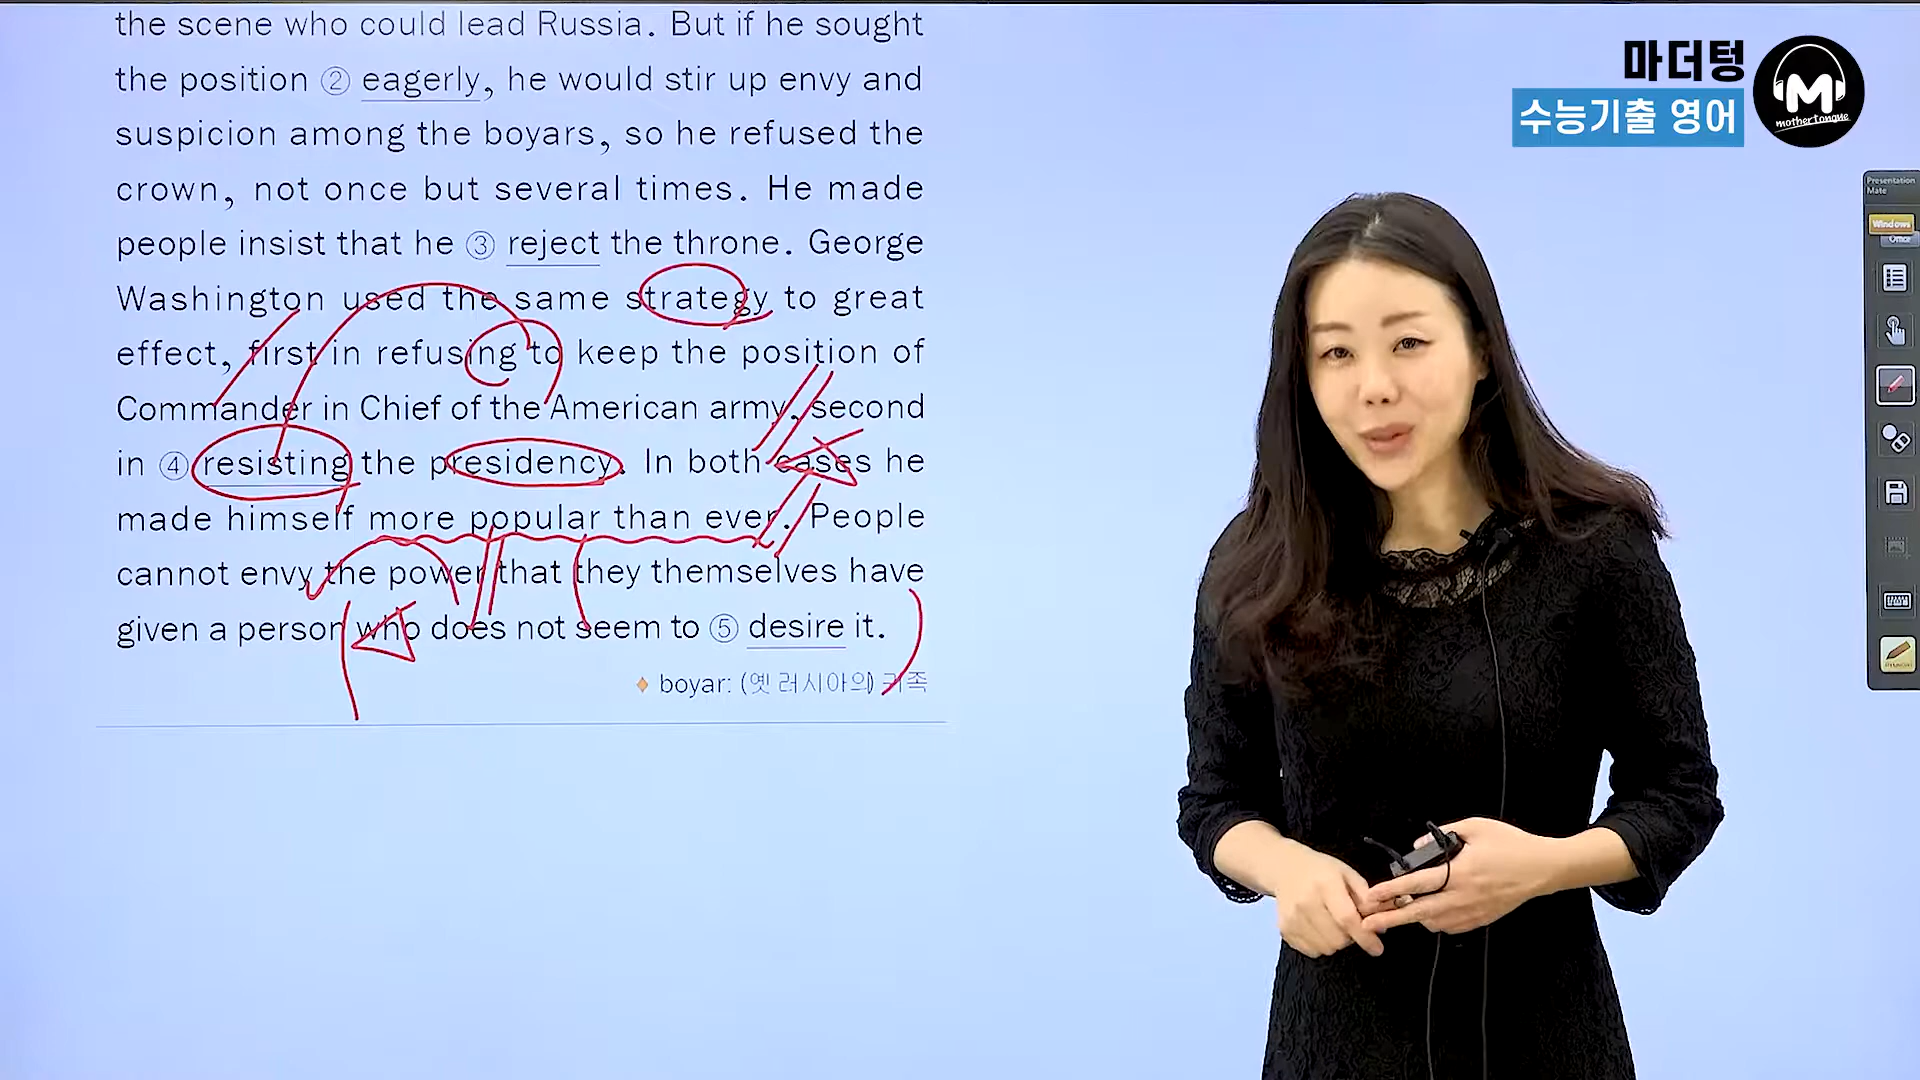 the scene who could lead Russia. But if he sought
the position ② eagerly, he would stir up envy and
suspicion among the boyars, so he refused the
crown, not once but several times. He made
people insist that he ③ reject the throne. George
Washington used the same strategy to great
effect, first in refusing to keep the position of
Commander in Chief of the American army, second
in ④ resisting the presidency. In both cases he
made himself more popular than ever. People
cannot envy the power that they themselves have
given a person who does not seem to ⑤ desire it.
boyar: (옛 러시아의) 귀족
마더텅
수능기출 영어
M
mothertongue
Presentation
Mate
Windows
Office